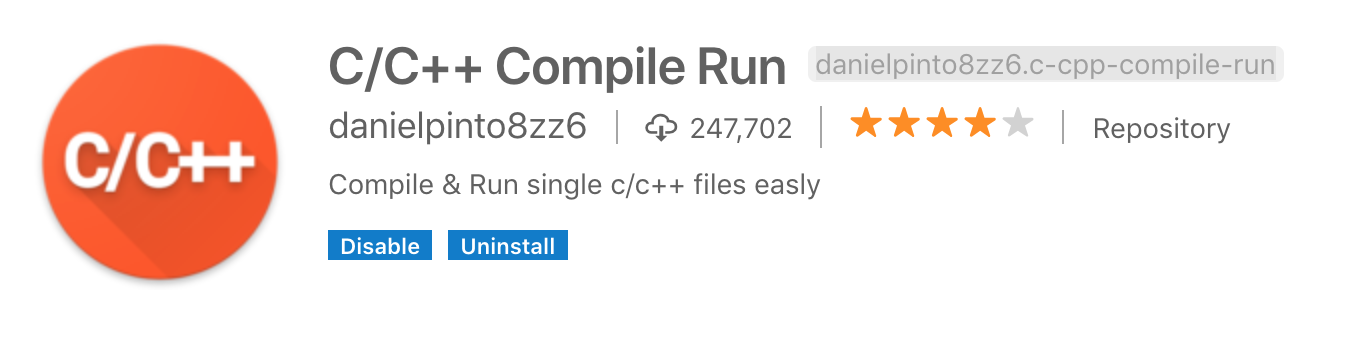 C/C++
C/C++ Compile Run danielpinto8zz6.c-cpp-compile-run
danielpinto8zz6 | 247,702 | Repository
Compile & Run single c/c++ files easly
Disable Uninstall